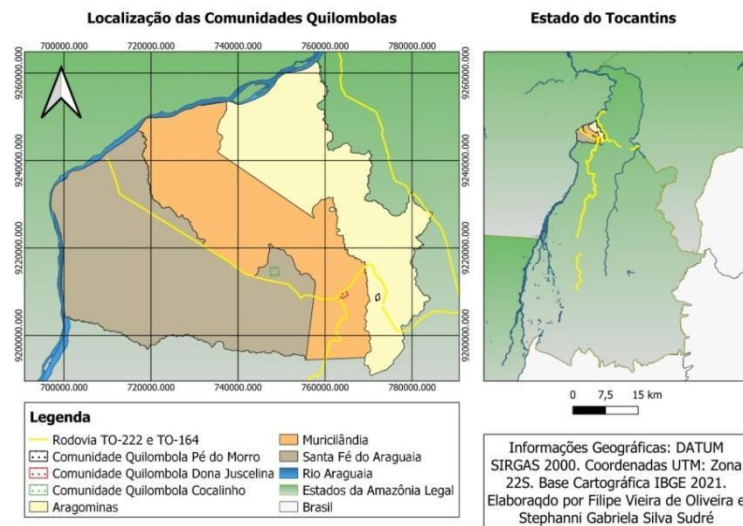 Localização das Comunidades Quilombolas
700000.000 720000.000 740000.000 760000.000 780000.000
9260000.000
9240000.000
9220000.000
9200000.000
9260000.000
9240000.000
9220000.000
9200000.000
700000.000 720000.000 740000.000 760000.000 780000.000
Legenda
Rodovia TO-222 e TO-164
Comunidade Quilombola Pé do Morro
Comunidade Quilombola Dona Juscelina
Comunidade Quilombola Cocalinho
Aragominas
Muricilândia
Santa Fé do Araguaia
Rio Araguaia
Estados da Amazônia Legal
Brasil
Estado do Tocantins
0 7,5 15 km
Informações Geográficas: DATUM
SIRGAS 2000. Coordenadas UTM: Zona
22S. Base Cartográfica IBGE 2021.
Elaboraqdo por Filipe Vieira de Oliveira e
Stephanni Gabriela Silva Sudré